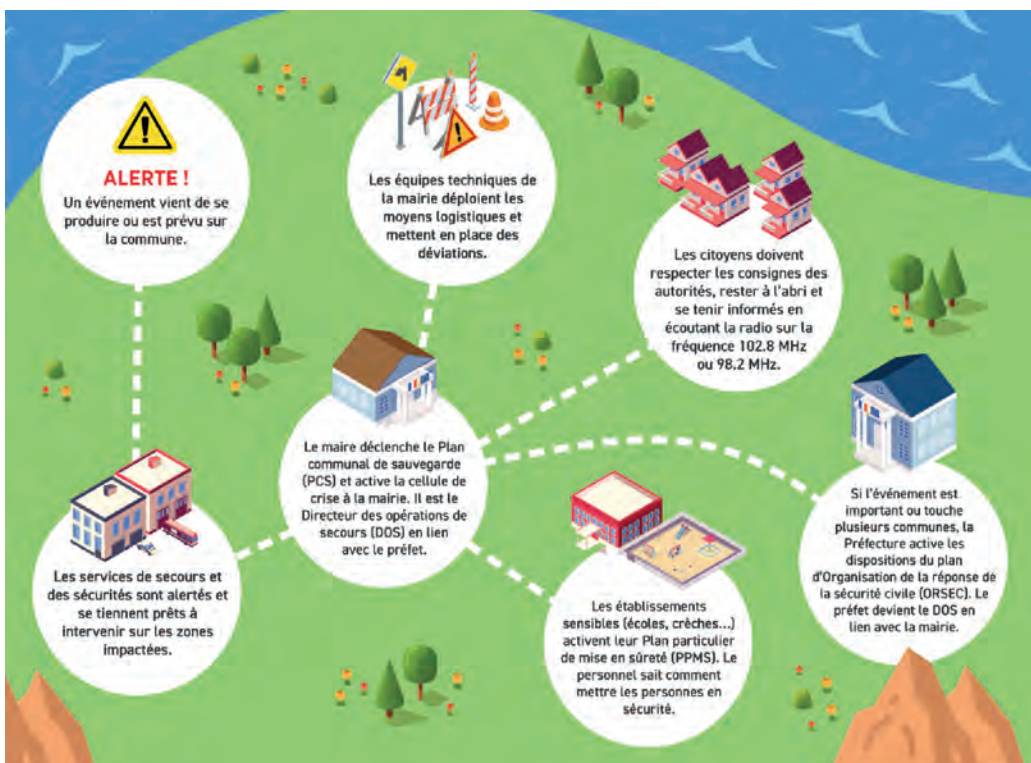 ALERTE !
Un événement vient de se
produire ou est prévu sur
la commune.
Les équipes techniques de
la mairie déploient les
moyens logistiques et
mettent en place des
déviations.
Les citoyens doivent
respecter les consignes des
autorités, rester à l'abri et
se tenir informés en
écoutant la radio sur la
fréquence 102.8 MHz
ou 98.2 MHz.
Le maire déclenche le Plan
communal de sauvegarde
(PCS) et active la cellule de
crise à la mairie. Il est le
Directeur des opérations de
secours (DOS) en lien
avec le préfet.
Si l'événement est
important ou touche
plusieurs communes, la
Préfecture active les
dispositions du plan
d'Organisation de la réponse de
la sécurité civile (ORSEC). Le
préfet devient le DOS en
lien avec la mairie.
Les services de secours et
des sécurités sont alertés et
se tiennent prêts à
intervenir sur les zones
impactées.
Les établissements
sensibles (écoles, crèches...)
activent leur Plan particulier
de mise en sûreté (PPMS). Le
personnel sait comment
mettre les personnes en
sécurité.